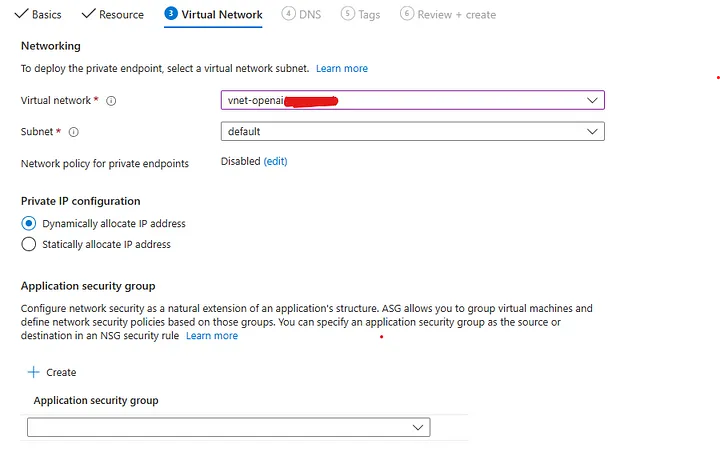 Basics Resource 3 Virtual Network 4 DNS 5 Tags 6 Review + create
Networking
To deploy the private endpoint, select a virtual network subnet. Learn more
Virtual network * vnet-openai
Subnet * default
Network policy for private endpoints Disabled (edit)
Private IP configuration
Dynamically allocate IP address
Statically allocate IP address
Application security group
Configure network security as a natural extension of an application's structure. ASG allows you to group virtual machines and
define network security policies based on those groups. You can specify an application security group as the source or
destination in an NSG security rule Learn more
+ Create
Application security group